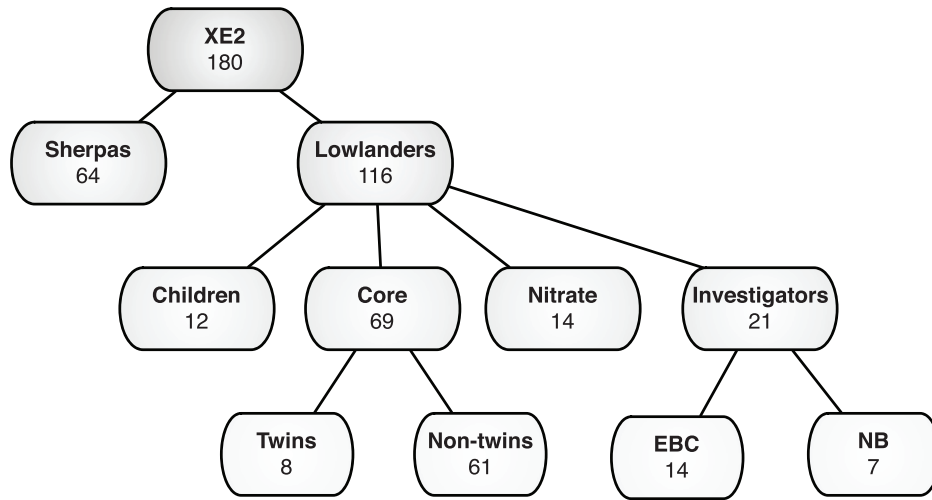 XE2
180
Sherpas
64
Lowlanders
116
Children
12
Core
69
Nitrate
14
Investigators
21
Twins
8
Non-twins
61
EBC
14
NB
7